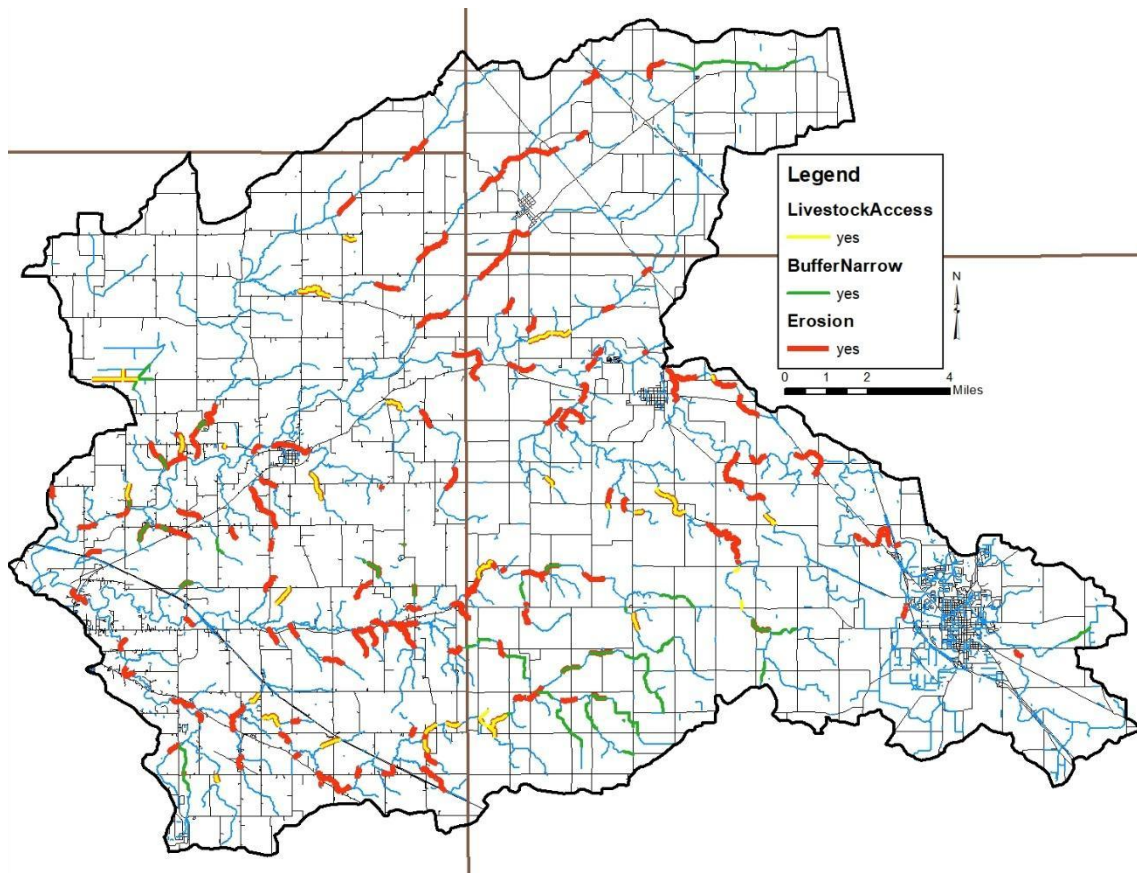 Legend
LivestockAccess
yes
BufferNarrow
yes
Erosion
yes
N
0 1 2 4
Miles